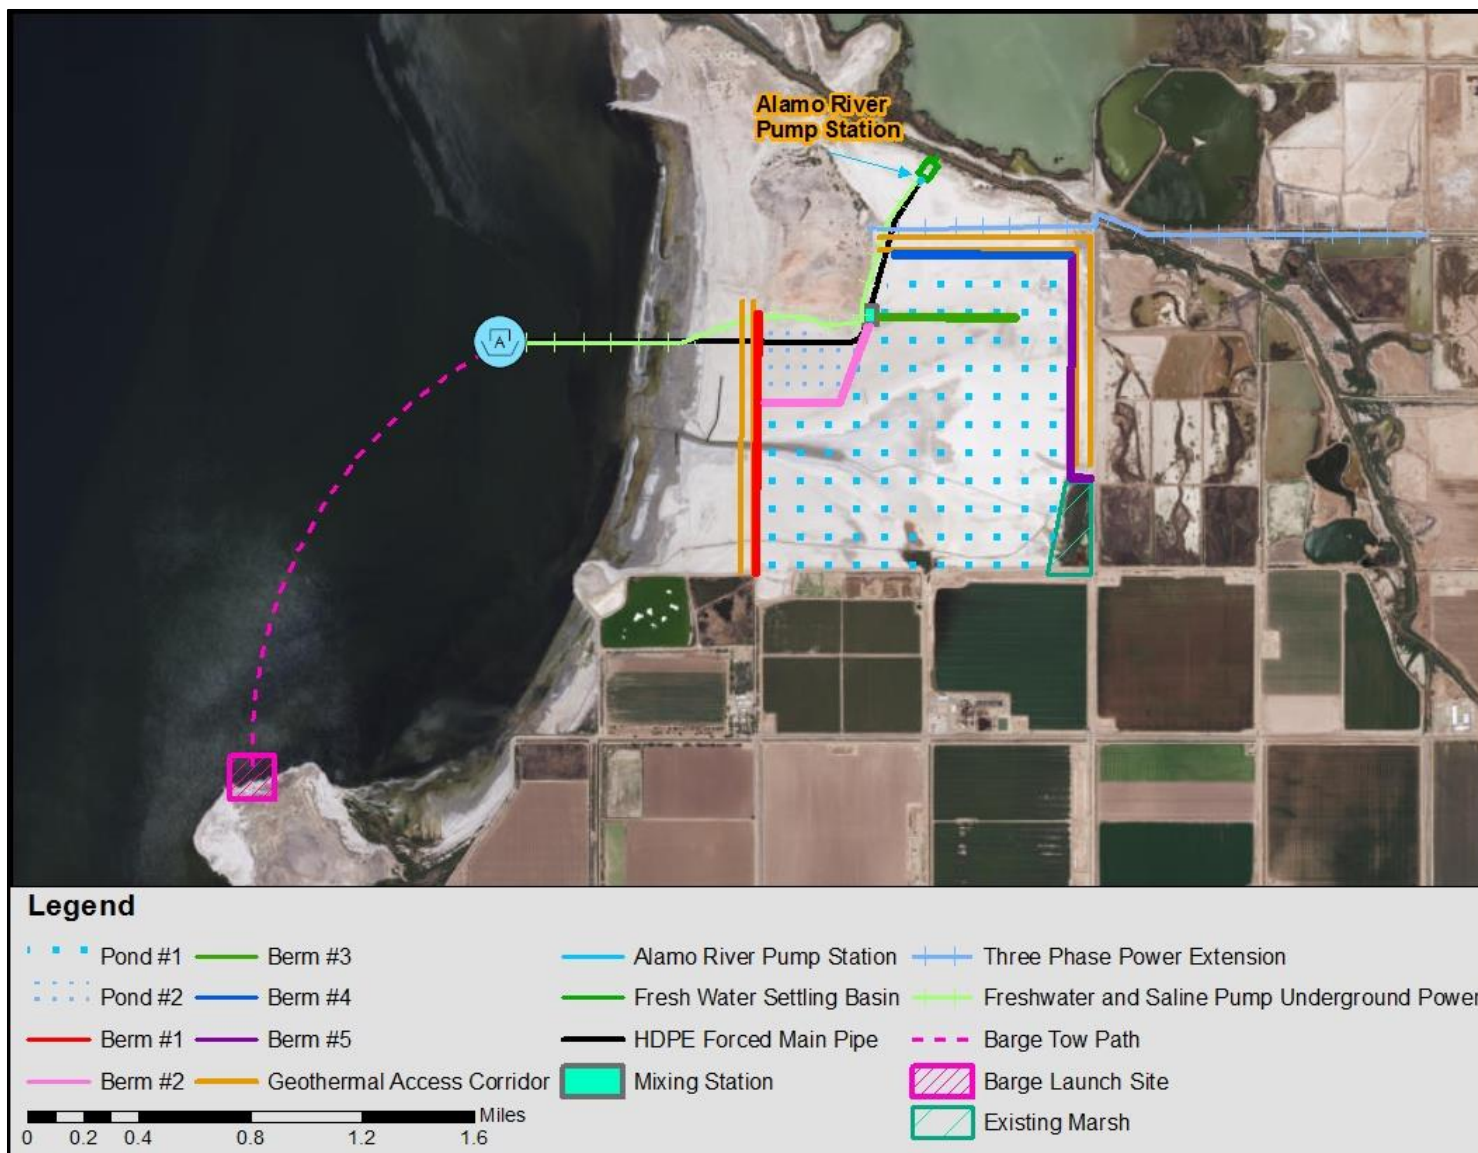 Alamo River
Pump Station
A
Legend
Pond #1
Berm #3
Alamo River Pump Station
Three Phase Power Extension
Pond #2
Berm #4
Fresh Water Settling Basin
Freshwater and Saline Pump Underground Power
Berm #1
Berm #5
HDPE Forced Main Pipe
Barge Tow Path
Berm #2
Geothermal Access Corridor
Mixing Station
Barge Launch Site
Miles
Existing Marsh
0 0.2 0.4 0.8 1.2 1.6